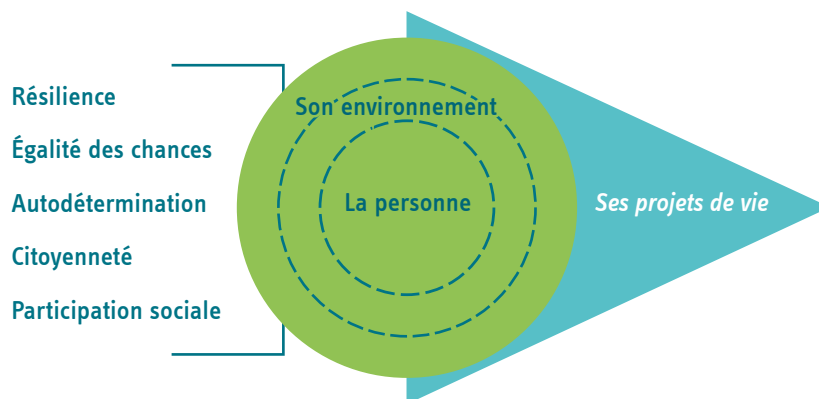 Résilience
Égalité des chances
Autodétermination
Citoyenneté
Participation sociale
Son environnement
La personne
Ses projets de vie